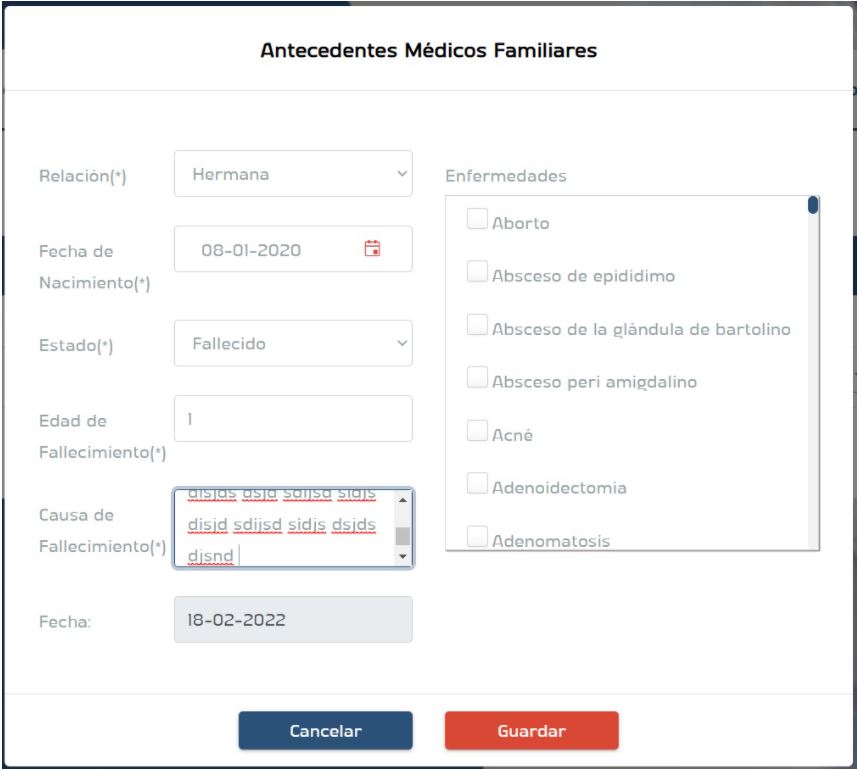 Antecedentes Médicos Familiares
Relación(*)
Hermana
Fecha de
Nacimiento(*)
08-01-2020
Estado(*)
Fallecido
Edad de
Fallecimiento(*)
1
Causa de
Fallecimiento(*)
disjds dsjd sdijsd sidjs
disjd sdijsd sidjs dsjds
djsnd
Fecha:
18-02-2022
Enfermedades
Aborto
Absceso de epididimo
Absceso de la glándula de bartolino
Absceso peri amigdalino
Acné
Adenoidectomia
Adenomatosis
Cancelar
Guardar